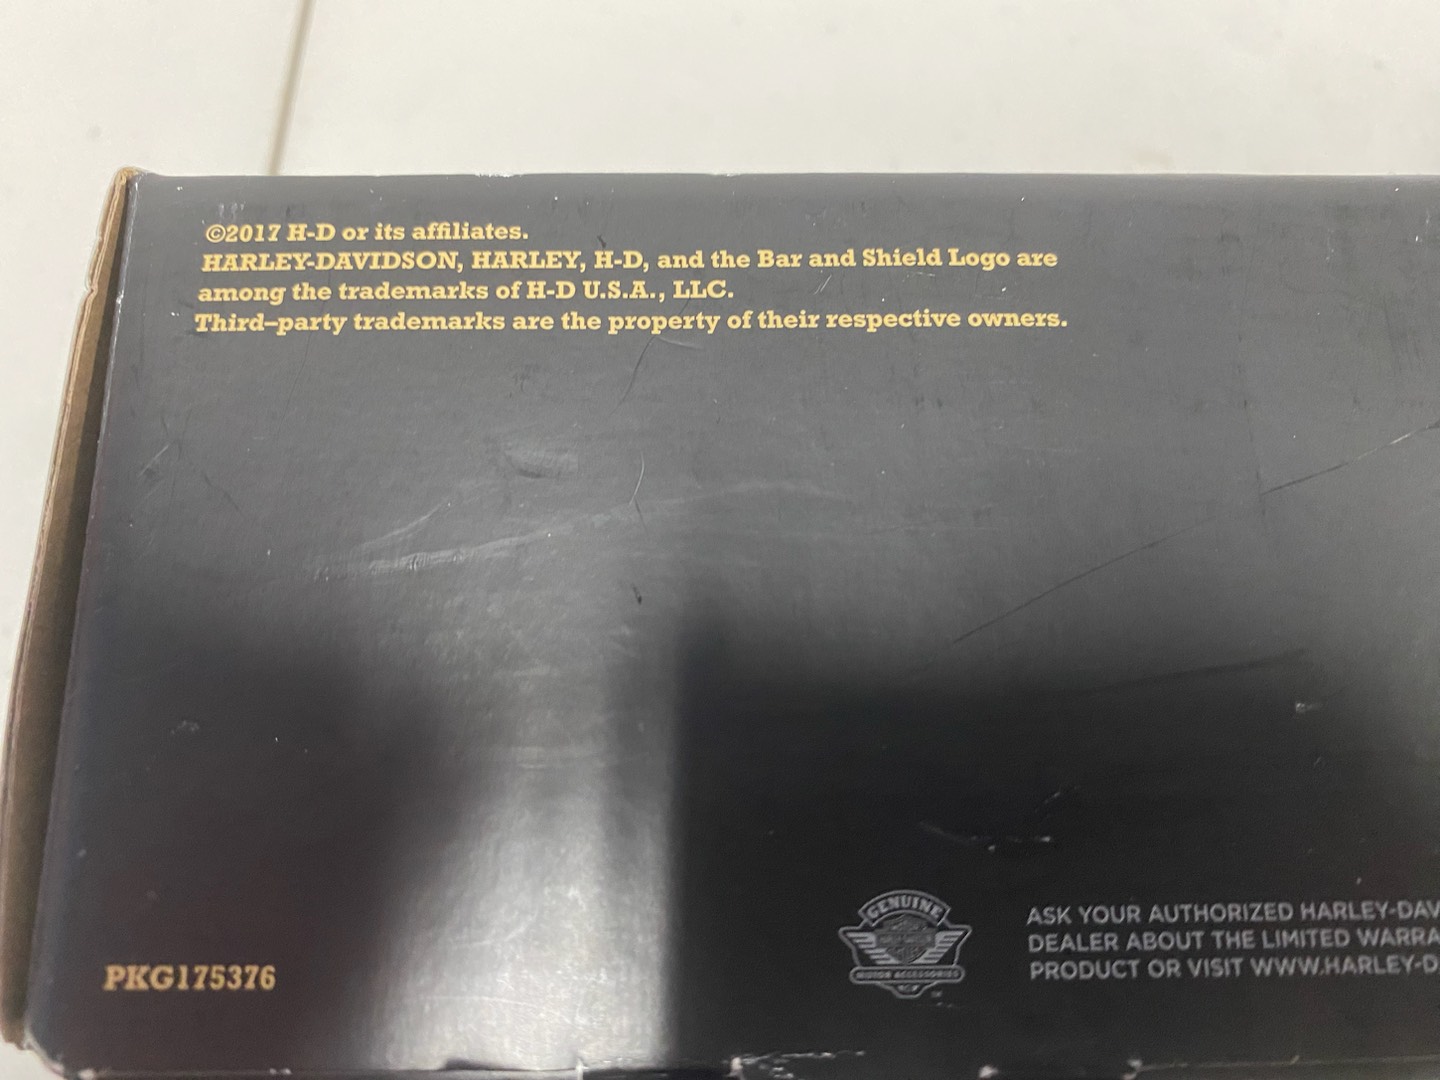 ©2017 H-D or its affiliates.
HARLEY-DAVIDSON, HARLEY, H-D, and the Bar and Shield Logo are
among the trademarks of H-D U.S.A., LLC.
Third–party trademarks are the property of their respective owners.
GENUINE
MOTOR ACCESSORIES
ASK YOUR AUTHORIZED HARLEY-DAV
DEALER ABOUT THE LIMITED WARRA
PRODUCT OR VISIT WWW.HARLEY-D
PKG175376